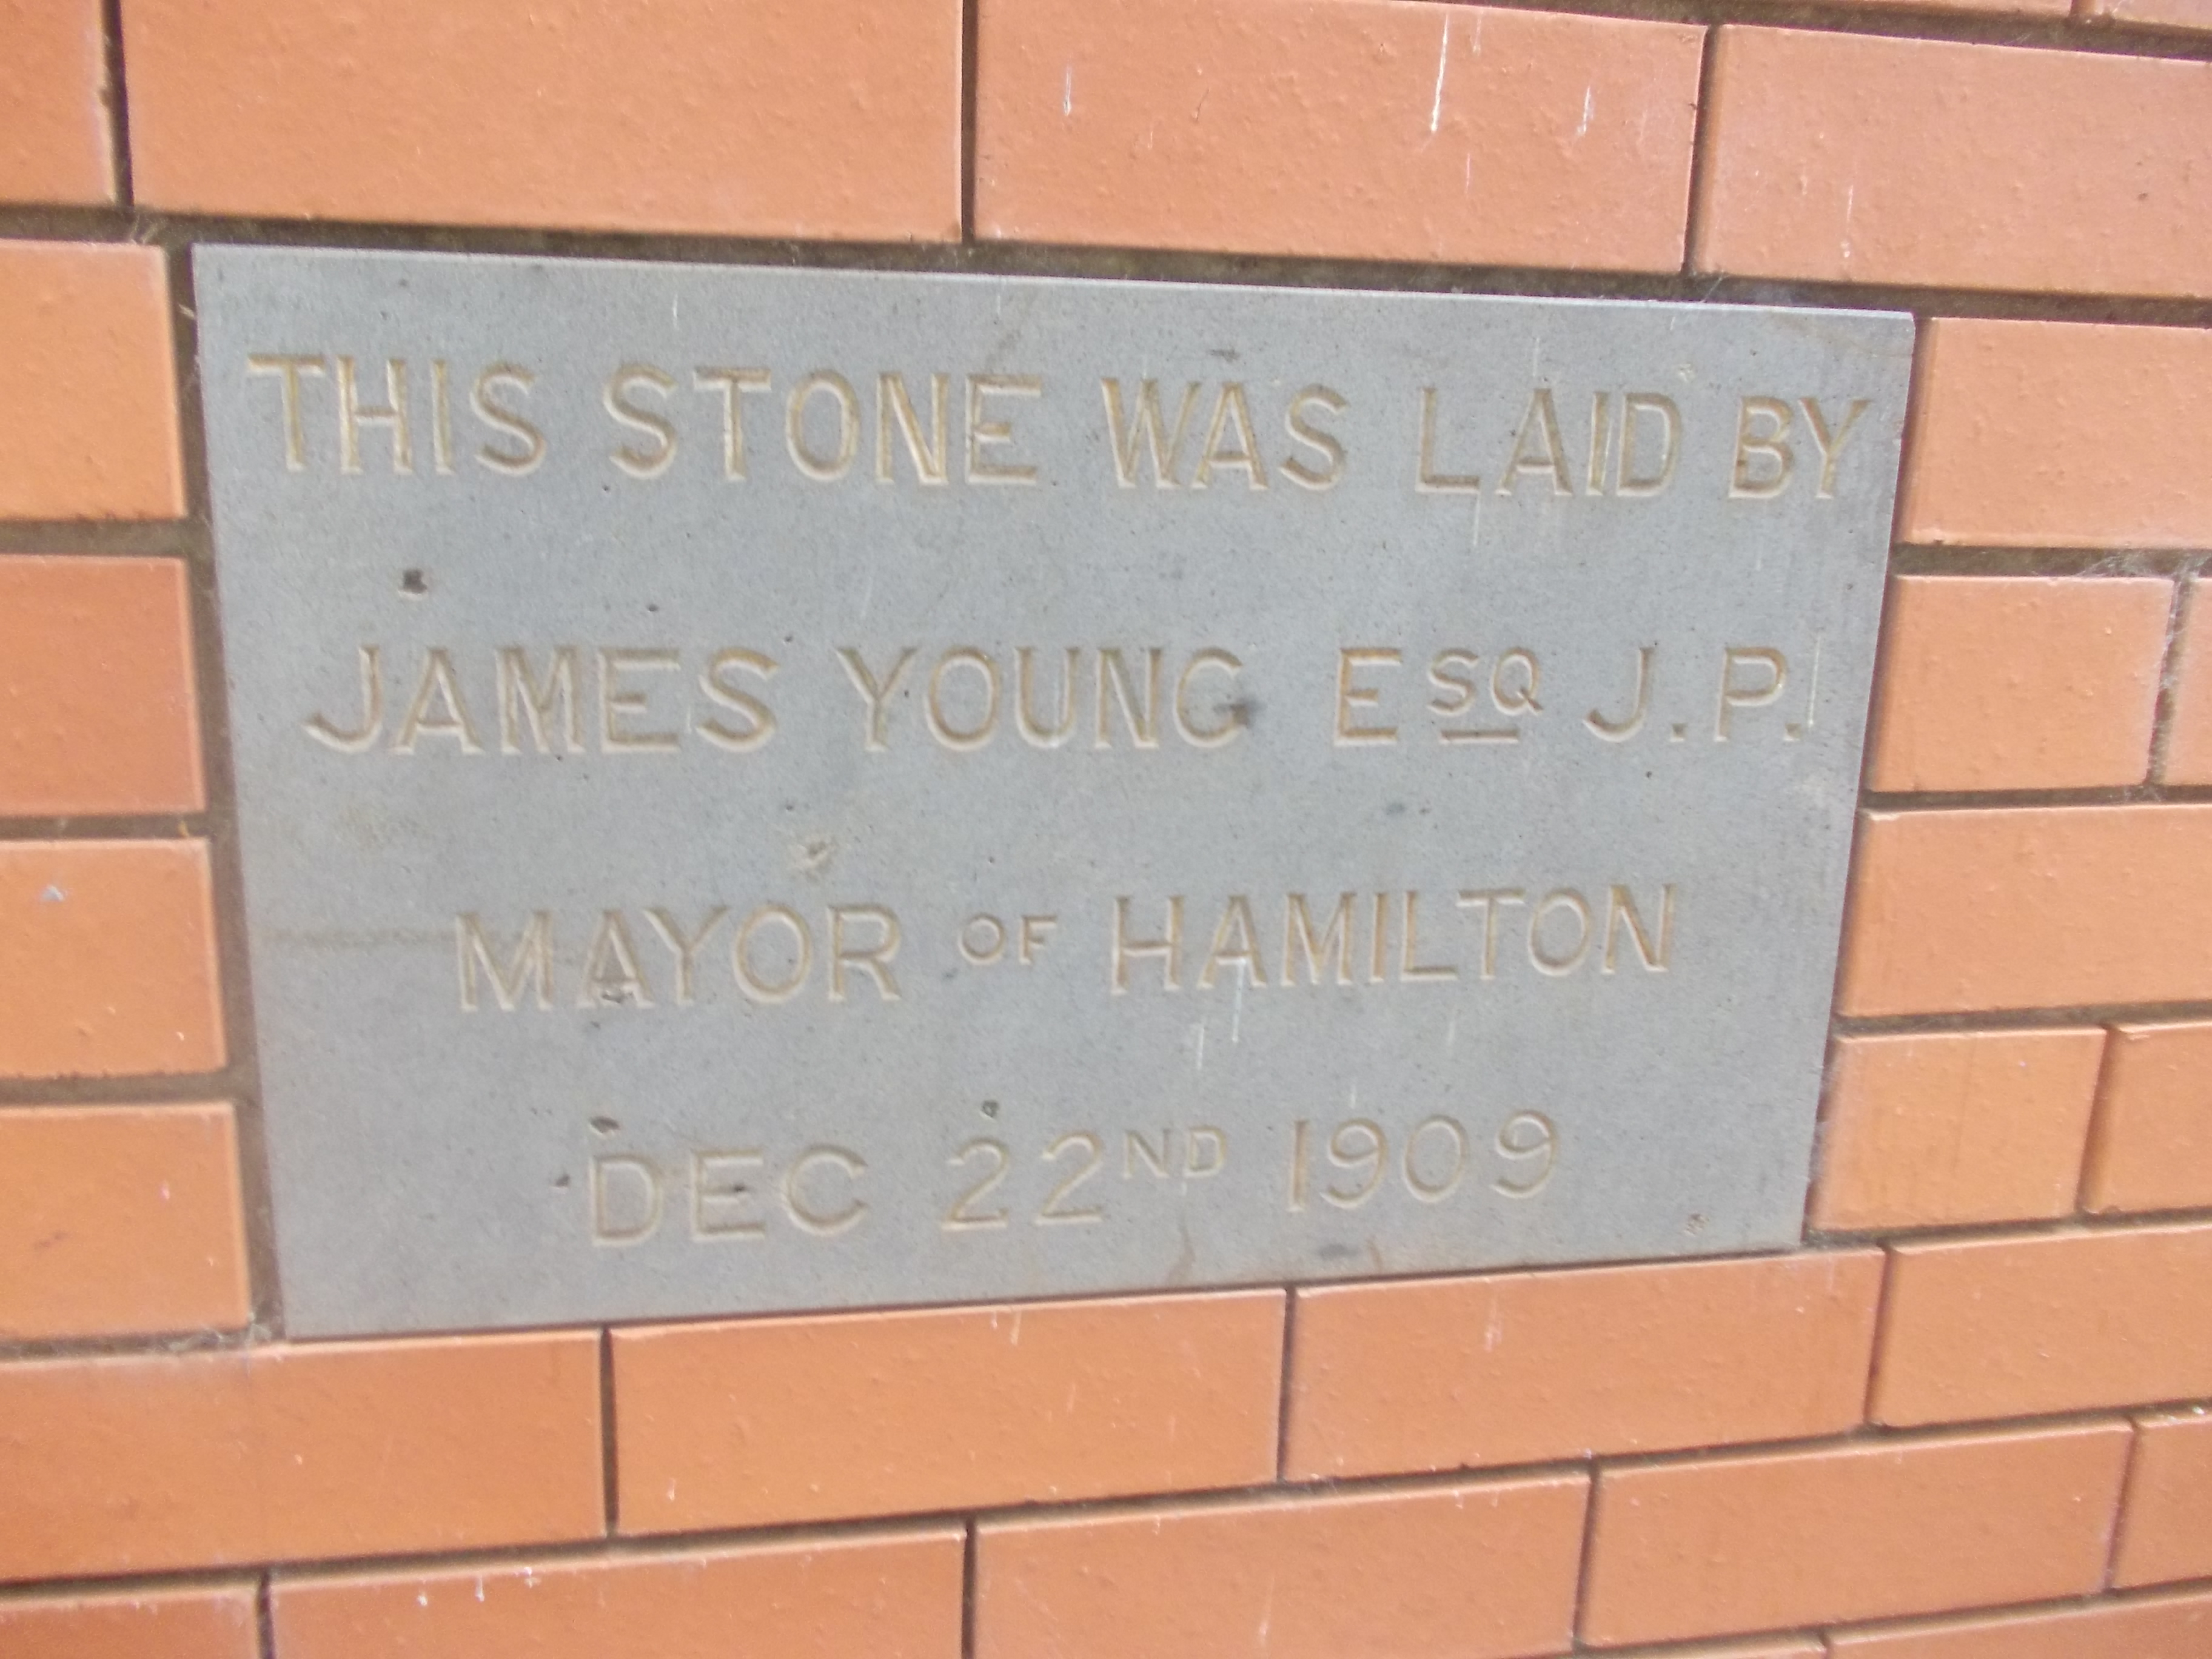 THIS STONE WAS LAID BY
JAMES YOUNG ESQ J.P.
MAYOR OF HAMILTON
DEC 22ND 1909